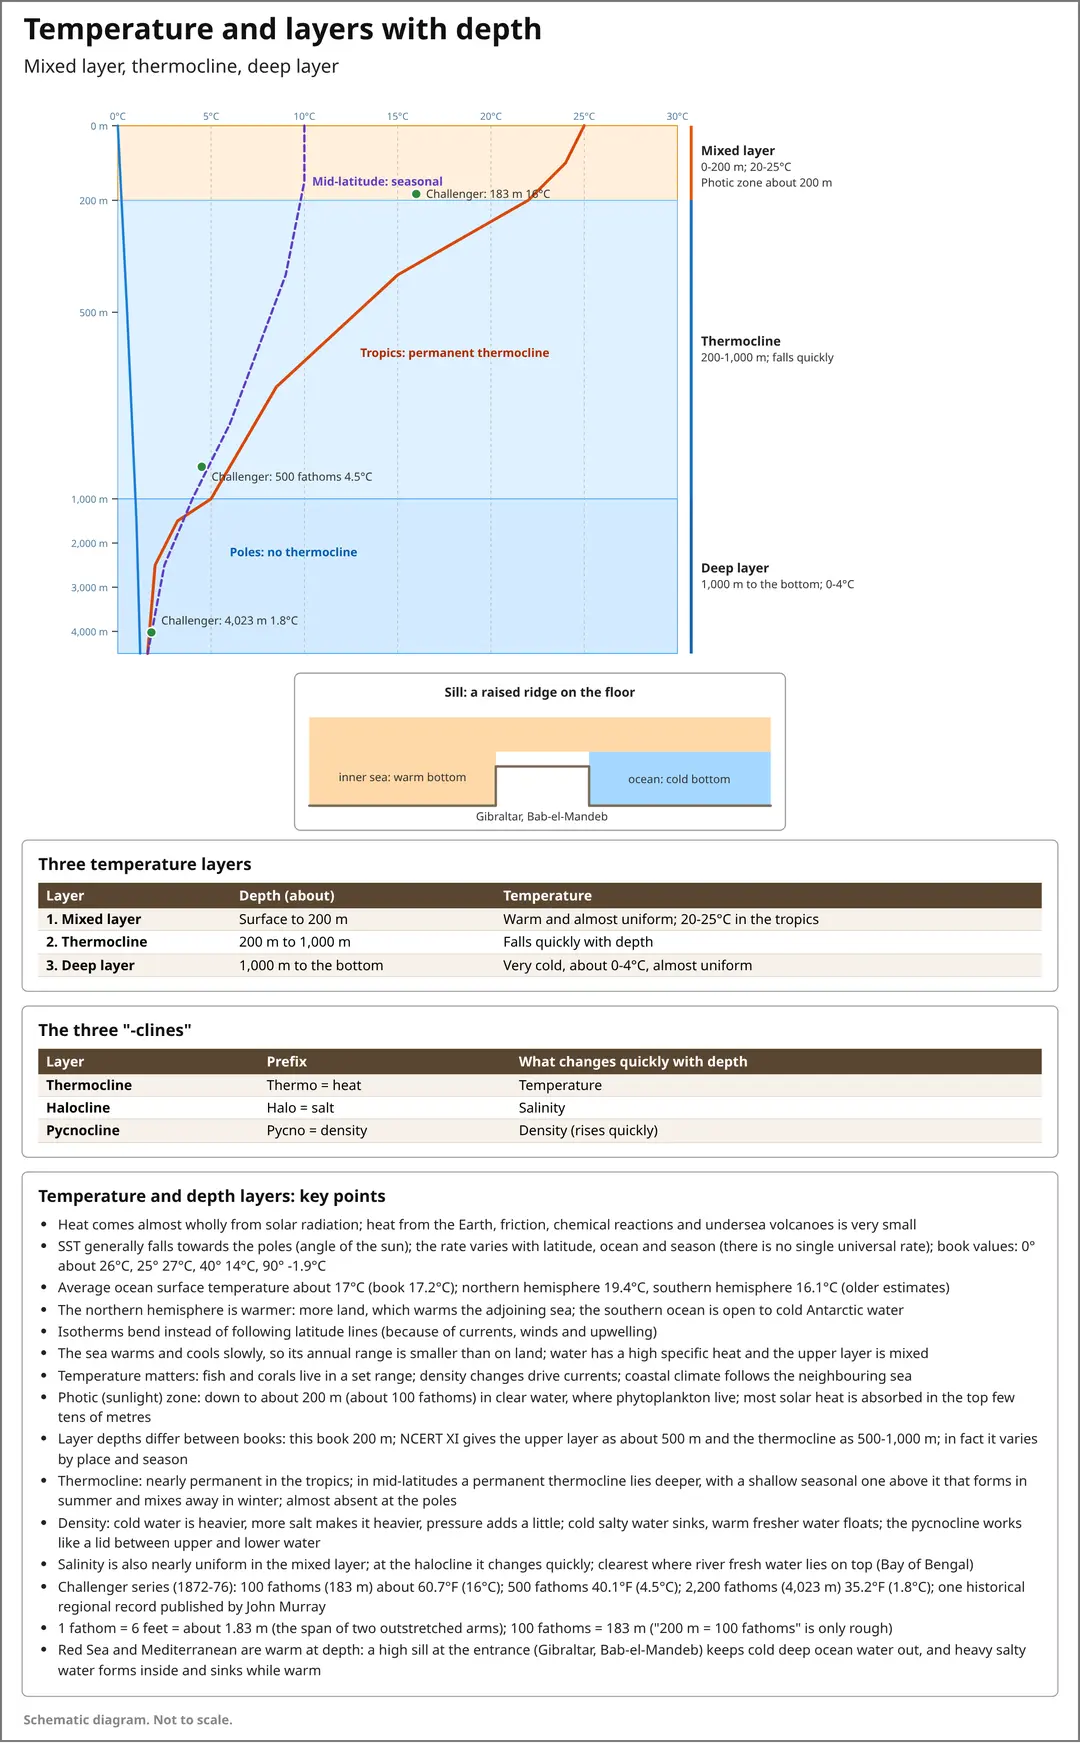 Temperature and layers with depth
Mixed layer, thermocline, deep layer
0°C 5°C 10°C 15°C 20°C 25°C 30°C
0 m
200 m
500 m
1,000 m
2,000 m
3,000 m
4,000 m
Mid-latitude: seasonal
Challenger: 183 m 16°C
Tropics: permanent thermocline
Challenger: 500 fathoms 4.5°C
Poles: no thermocline
Challenger: 4,023 m 1.8°C
Mixed layer
0-200 m; 20-25°C
Photic zone about 200 m
Thermocline
200-1,000 m; falls quickly
Deep layer
1,000 m to the bottom; 0-4°C
Sill: a raised ridge on the floor
inner sea: warm bottom
ocean: cold bottom
Gibraltar, Bab-el-Mandeb
Three temperature layers
Layer Depth (about) Temperature
1. Mixed layer Surface to 200 m Warm and almost uniform; 20-25°C in the tropics
2. Thermocline 200 m to 1,000 m Falls quickly with depth
3. Deep layer 1,000 m to the bottom Very cold, about 0-4°C, almost uniform
The three "-clines"
Layer Prefix What changes quickly with depth
Thermocline Thermo = heat Temperature
Halocline Halo = salt Salinity
Pycnocline Pycno = density Density (rises quickly)
Temperature and depth layers: key points
• Heat comes almost wholly from solar radiation; heat from the Earth, friction, chemical reactions and undersea volcanoes is very small
• SST generally falls towards the poles (angle of the sun); the rate varies with latitude, ocean and season (there is no single universal rate); book values: 0°
about 26°C, 25° 27°C, 40° 14°C, 90° -1.9°C
• Average ocean surface temperature about 17°C (book 17.2°C); northern hemisphere 19.4°C, southern hemisphere 16.1°C (older estimates)
• The northern hemisphere is warmer: more land, which warms the adjoining sea; the southern ocean is open to cold Antarctic water
• Isotherms bend instead of following latitude lines (because of currents, winds and upwelling)
• The sea warms and cools slowly, so its annual range is smaller than on land; water has a high specific heat and the upper layer is mixed
• Temperature matters: fish and corals live in a set range; density changes drive currents; coastal climate follows the neighbouring sea
• Photic (sunlight) zone: down to about 200 m (about 100 fathoms) in clear water, where phytoplankton live; most solar heat is absorbed in the top few
tens of metres
• Layer depths differ between books: this book 200 m; NCERT XI gives the upper layer as about 500 m and the thermocline as 500-1,000 m; in fact it varies
by place and season
• Thermocline: nearly permanent in the tropics; in mid-latitudes a permanent thermocline lies deeper, with a shallow seasonal one above it that forms in
summer and mixes away in winter; almost absent at the poles
• Density: cold water is heavier, more salt makes it heavier, pressure adds a little; cold salty water sinks, warm fresher water floats; the pycnocline works
like a lid between upper and lower water
• Salinity is also nearly uniform in the mixed layer; at the halocline it changes quickly; clearest where river fresh water lies on top (Bay of Bengal)
• Challenger series (1872-76): 100 fathoms (183 m) about 60.7°F (16°C); 500 fathoms 40.1°F (4.5°C); 2,200 fathoms (4,023 m) 35.2°F (1.8°C); one historical
regional record published by John Murray
• 1 fathom = 6 feet = about 1.83 m (the span of two outstretched arms); 100 fathoms = 183 m ("200 m = 100 fathoms" is only rough)
• Red Sea and Mediterranean are warm at depth: a high sill at the entrance (Gibraltar, Bab-el-Mandeb) keeps cold deep ocean water out, and heavy salty
water forms inside and sinks while warm
Schematic diagram. Not to scale.